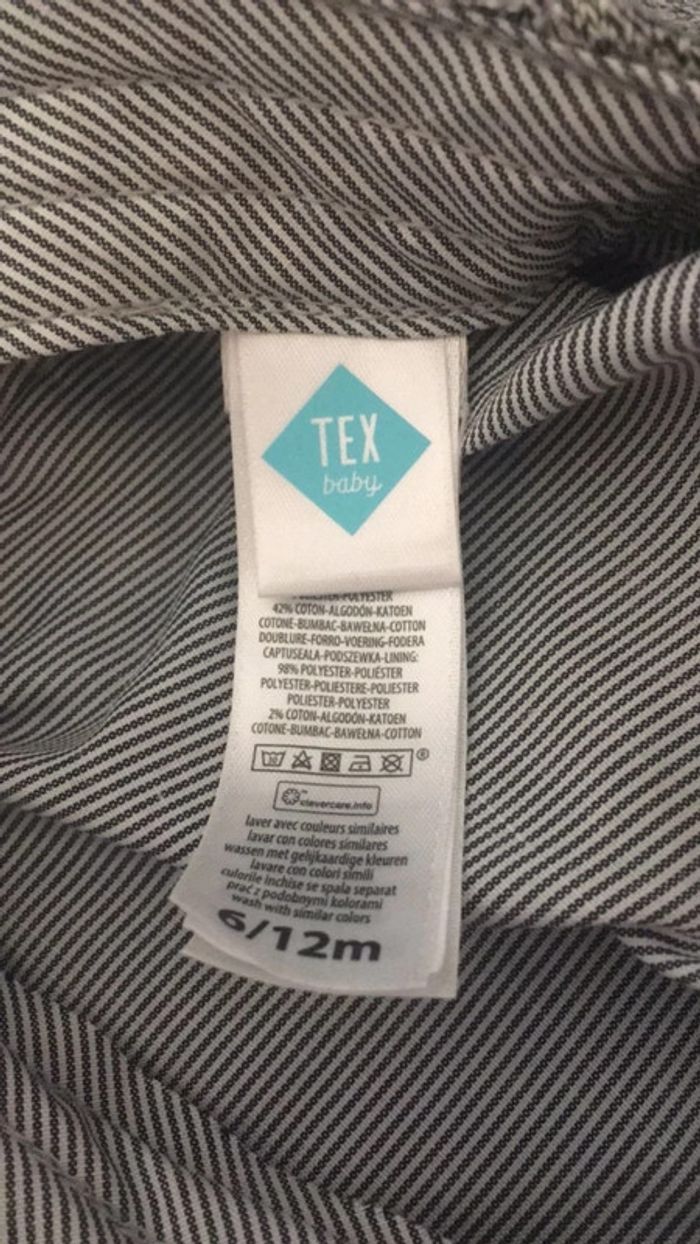 TEX
baby
POLYESTER
42% COTON-ALGODÓN-KATOEN
COTONE-BUMBAC-BAWEŁNA-COTTON
DOUBLURE-FORRO-VOERING-FODERA
CAPTUSEALA-PODSZEWKA-LINING:
98% POLYESTER-POLIÉSTER
POLYESTER-POLIESTERE-POLIESTER
POLIESTER-POLYESTER
2% COTON-ALGODÓN-KATOEN
COTONE-BUMBAC-BAWEŁNA-COTTON
®
clevercare.info
laver avec couleurs similaires
lavar con colores similares
wassen met gelijkaardige kleuren
lavare con colori simili
culorile inchise se spala separat
prać z podobnymi kolorami
wash with similar colors
6/12m